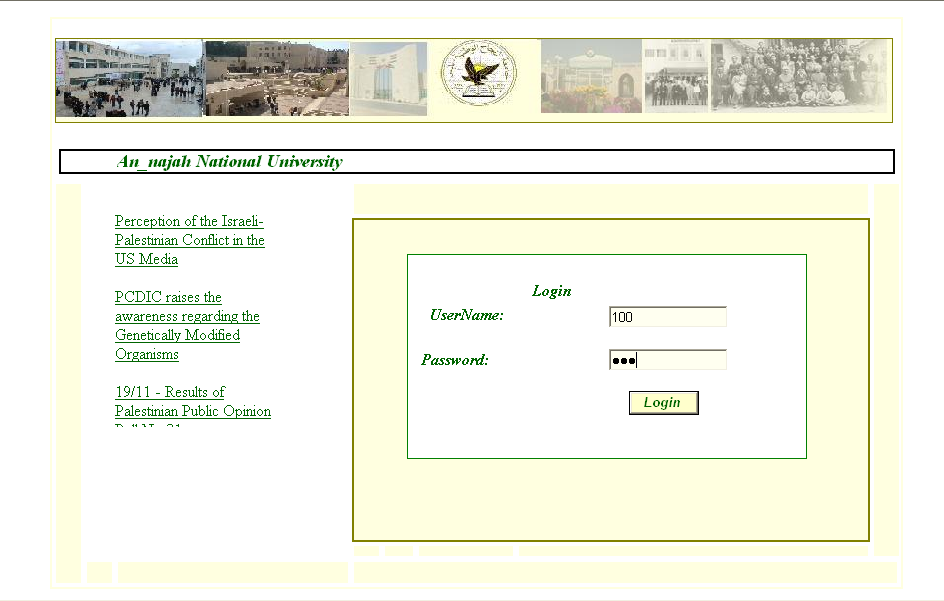 An_najah National University
Perception of the Israeli-
Palestinian Conflict in the
US Media
PCDIC raises the
awareness regarding the
Genetically Modified
Organisms
19/11 - Results of
Palestinian Public Opinion
Login
UserName:
100
Password:
●●●
Login